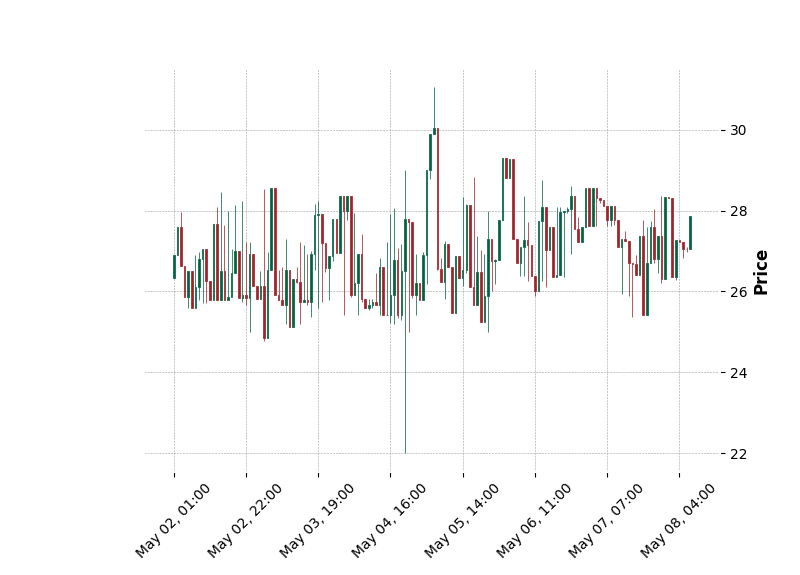 30
28
26
24
22
Price
May 02, 01:00
May 02, 22:00
May 03, 19:00
May 04, 16:00
May 05, 14:00
May 06, 11:00
May 07, 07:00
May 08, 04:00